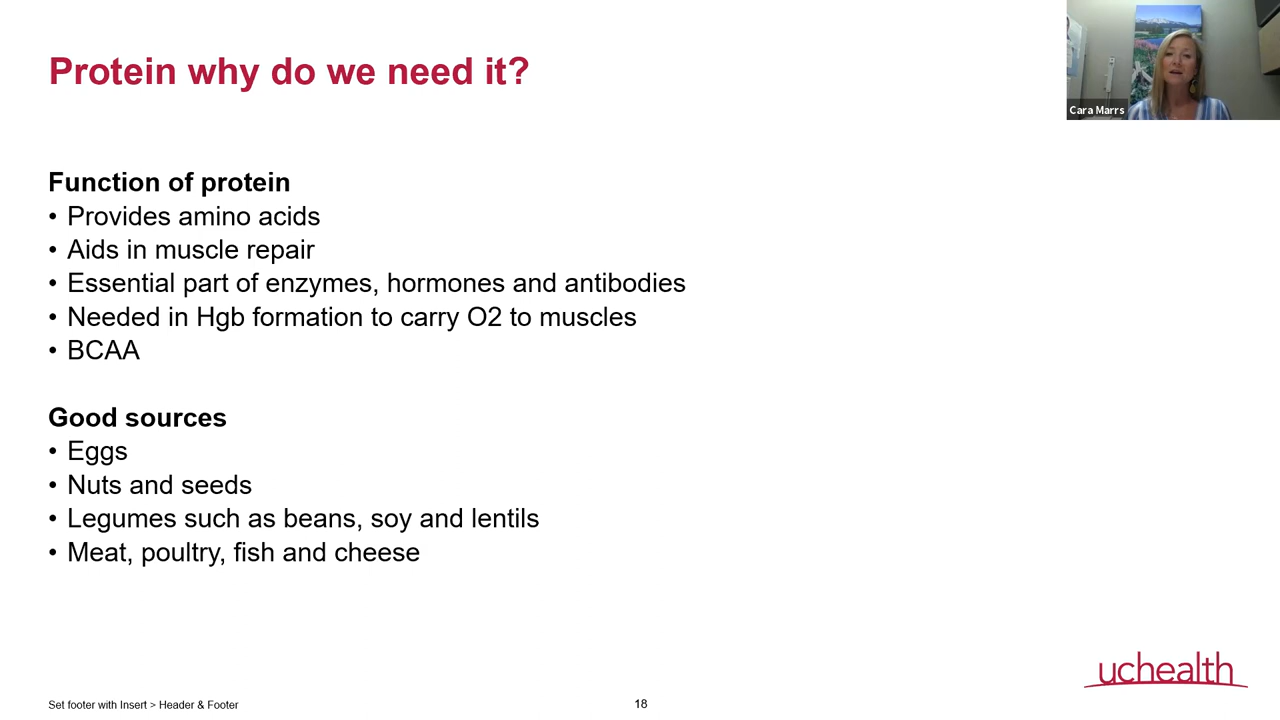 Protein why do we need it?
Cara Marrs
Function of protein
• Provides amino acids
• Aids in muscle repair
• Essential part of enzymes, hormones and antibodies
• Needed in Hgb formation to carry O2 to muscles
• BCAA
Good sources
• Eggs
• Nuts and seeds
• Legumes such as beans, soy and lentils
• Meat, poultry, fish and cheese
uchealth
Set footer with Insert > Header & Footer
18